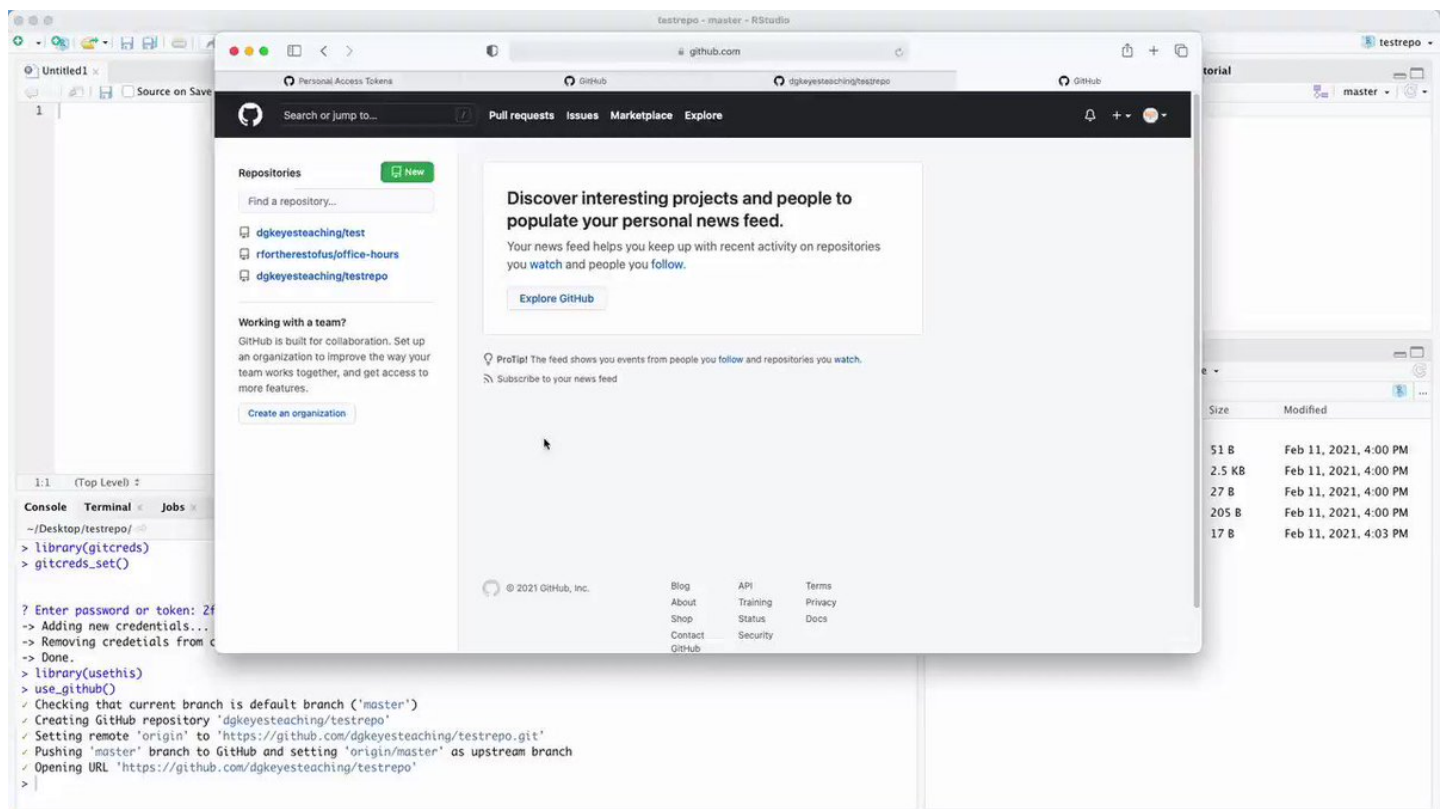 testrepo - master - RStudio
testrepo
Untitled1
Source on Save
1
1:1 (Top Level)
github.com
Personal Access Tokens
GitHub
dgkeyesteaching/testrepo
GitHub
Search or jump to... /
Pull requests Issues Marketplace Explore
Repositories
New
Find a repository...
dgkeyesteaching/test
rfortherestofus/office-hours
dgkeyesteaching/testrepo
Working with a team?
GitHub is built for collaboration. Set up
an organization to improve the way your
team works together, and get access to
more features.
Create an organization
Discover interesting projects and people to
populate your personal news feed.
Your news feed helps you keep up with recent activity on repositories
you watch and people you follow.
Explore GitHub
ProTip! The feed shows you events from people you follow and repositories you watch.
Subscribe to your news feed
© 2021 GitHub, Inc.
Blog
About
Shop
Contact
GitHub
API
Training
Status
Security
Terms
Privacy
Docs
torial
master
e
...
Size Modified
51 B Feb 11, 2021, 4:00 PM
2.5 KB Feb 11, 2021, 4:00 PM
27 B Feb 11, 2021, 4:00 PM
205 B Feb 11, 2021, 4:00 PM
17 B Feb 11, 2021, 4:03 PM
Console Terminal Jobs
~/Desktop/testrepo/
> library(gitcreds)
> gitcreds_set()
? Enter password or token: 2f
-> Adding new credentials...
-> Removing credetials from c
-> Done.
> library(usethis)
> use_github()
✓ Checking that current branch is default branch ('master')
✓ Creating GitHub repository 'dgkeyesteaching/testrepo'
✓ Setting remote 'origin' to 'https://github.com/dgkeyesteaching/testrepo.git'
✓ Pushing 'master' branch to GitHub and setting 'origin/master' as upstream branch
✓ Opening URL 'https://github.com/dgkeyesteaching/testrepo'
>